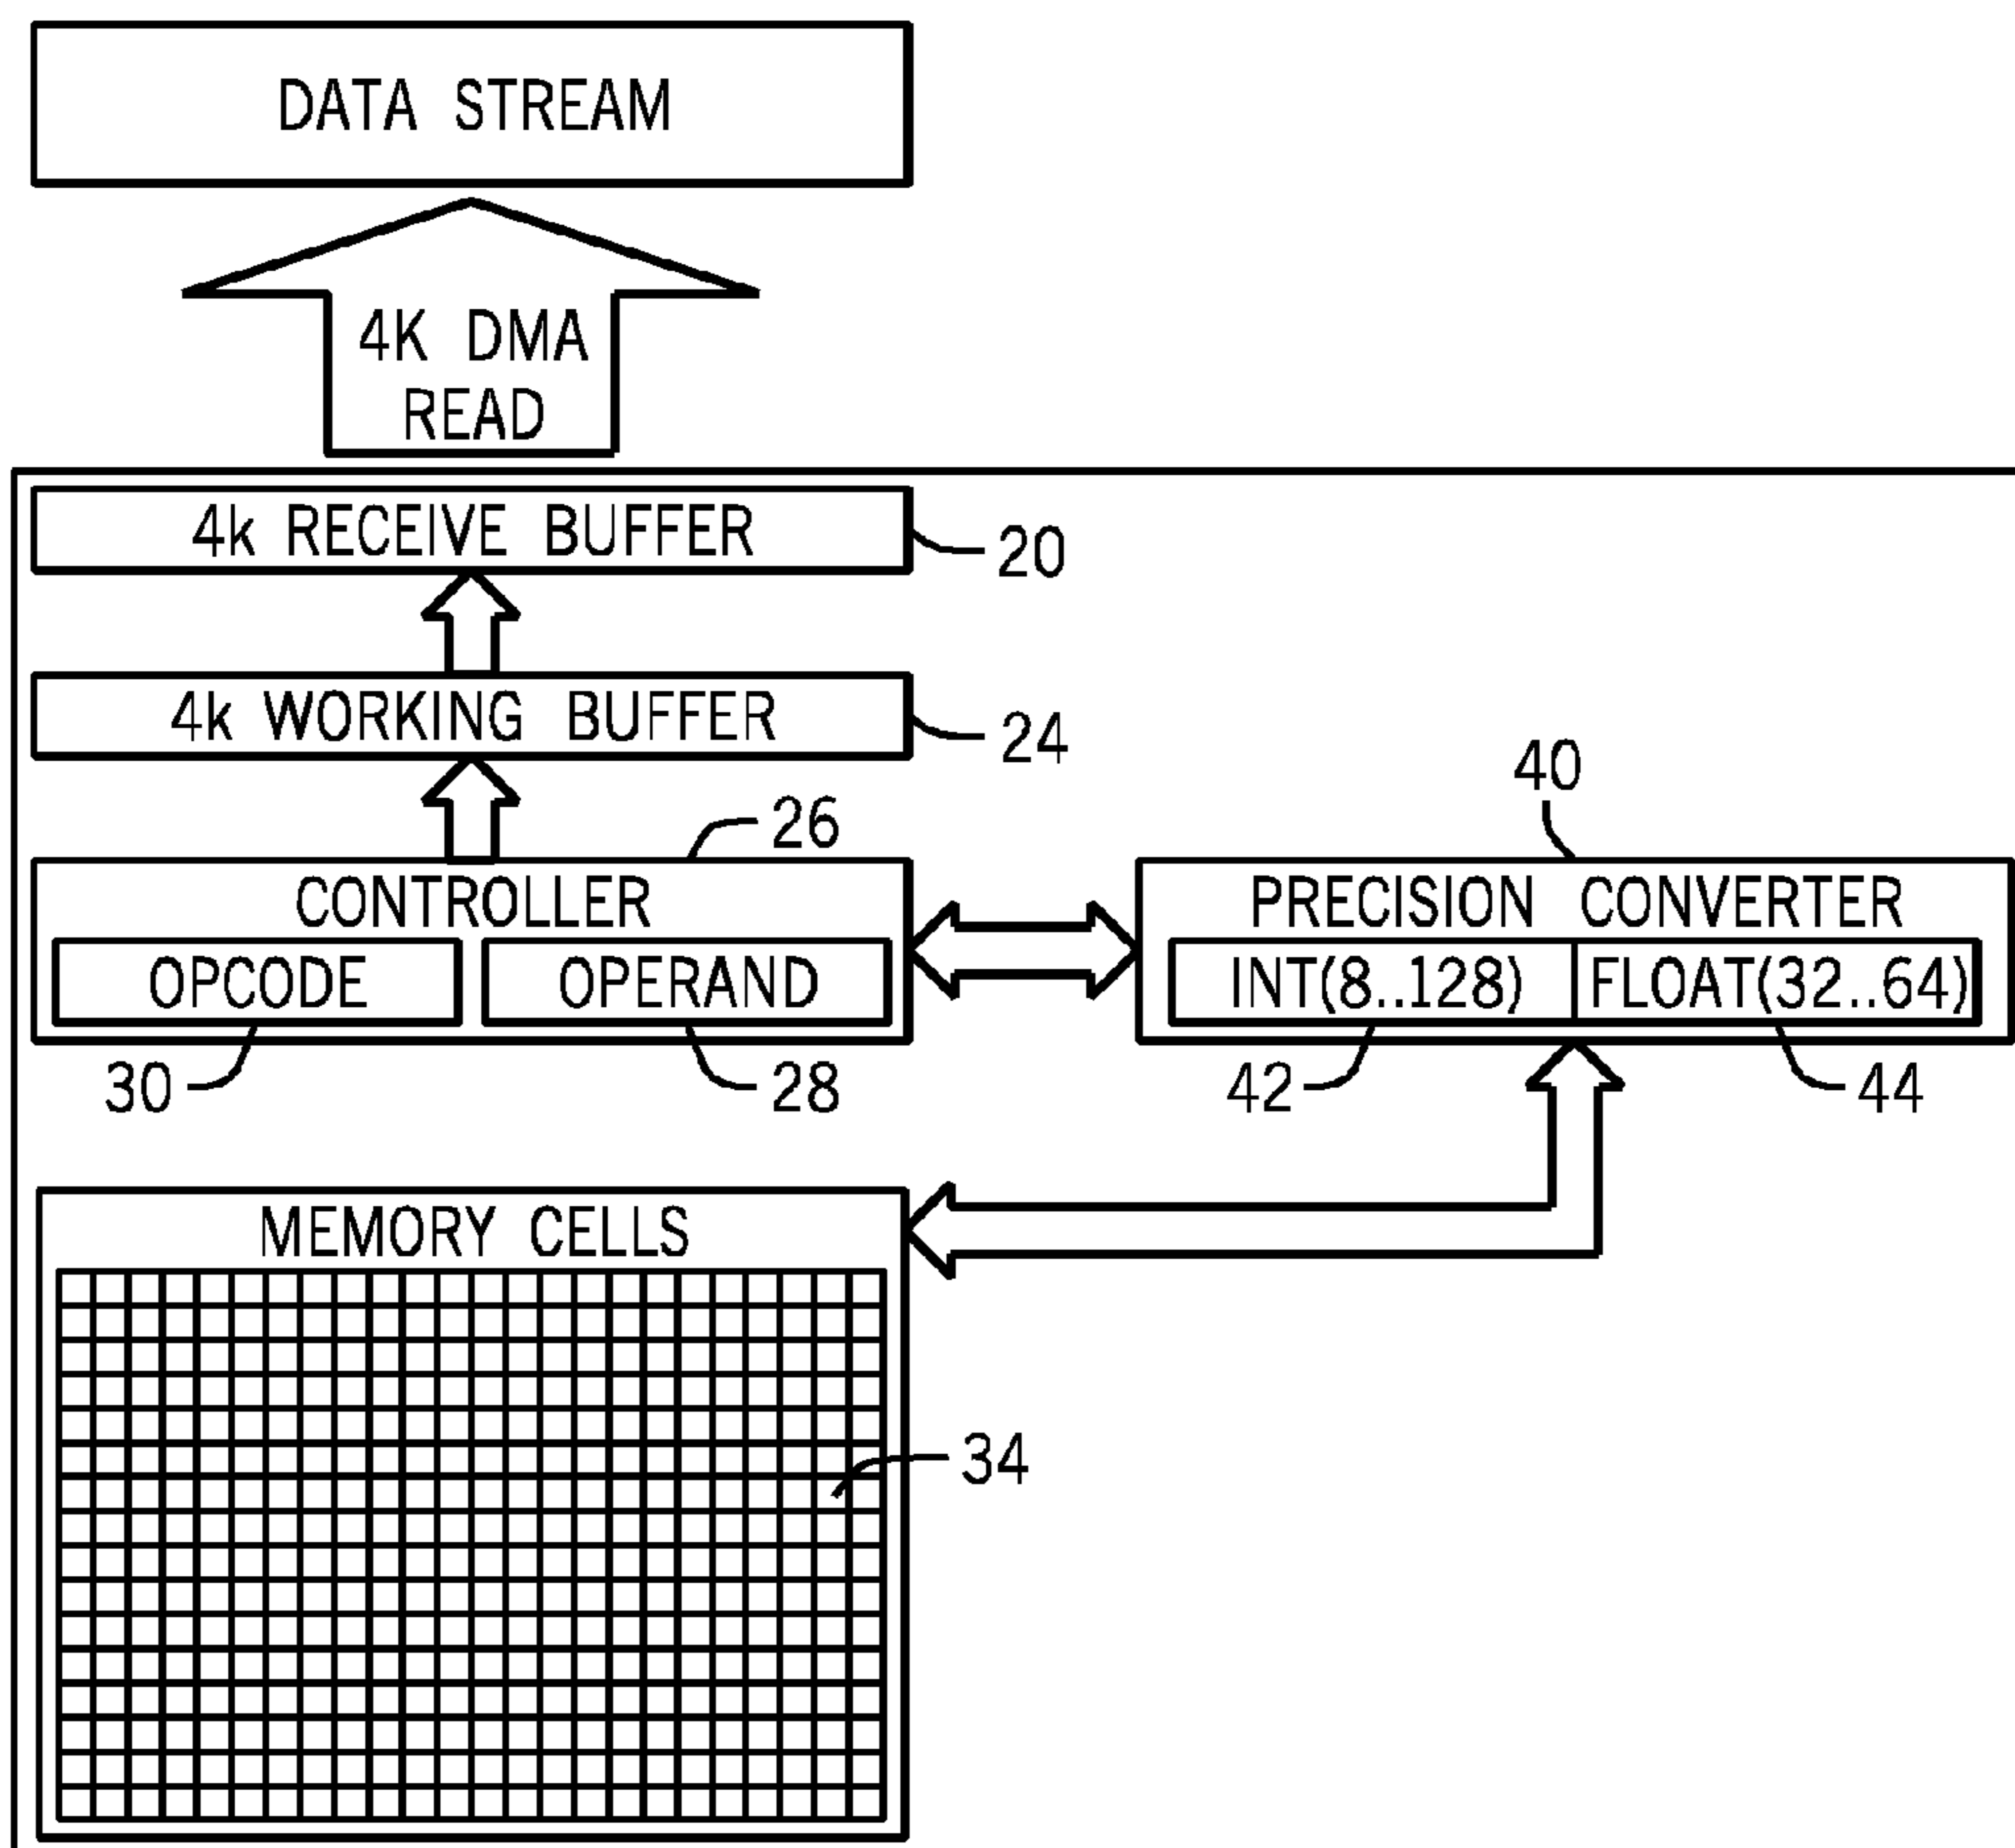 DATA STREAM
4K DMA
READ
4k RECEIVE BUFFER
20
4k WORKING BUFFER
24
26
40
CONTROLLER
OPCODE
OPERAND
PRECISION CONVERTER
INT(8..128)
FLOAT(32..64)
30
28
42
44
MEMORY CELLS
34